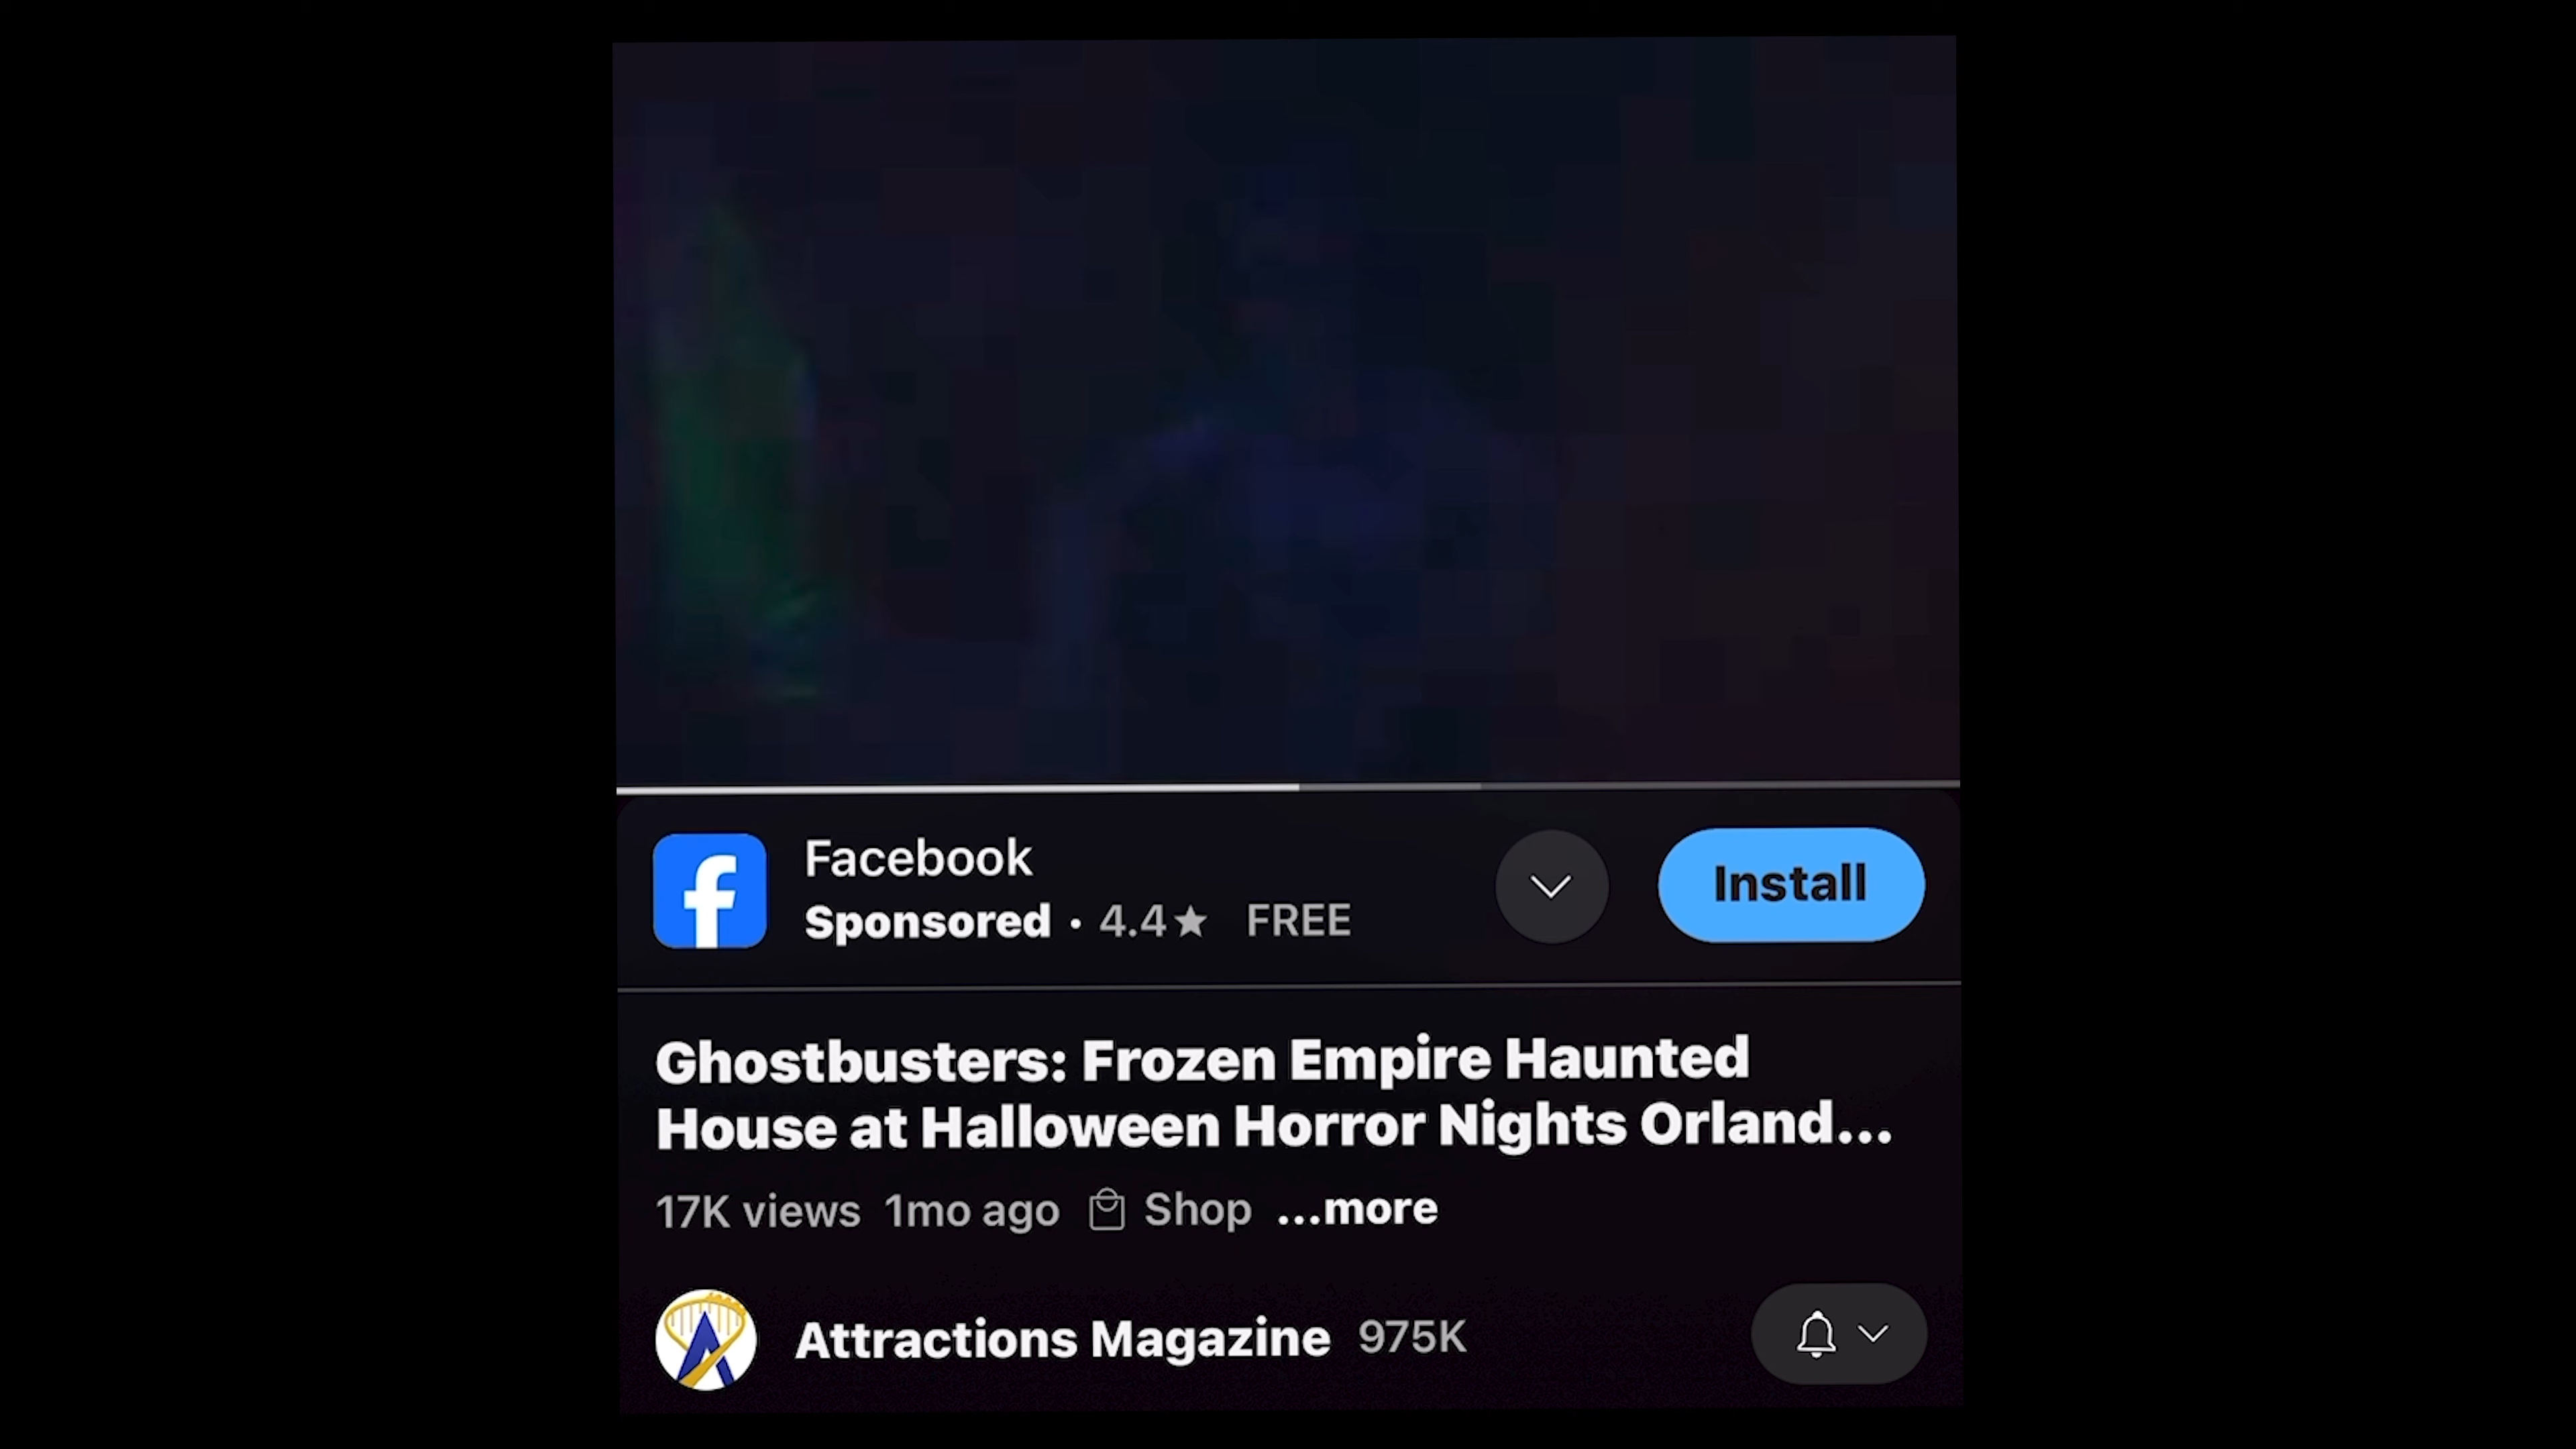 Facebook
Sponsored • 4.4★ FREE
Install
Ghostbusters: Frozen Empire Haunted
House at Halloween Horror Nights Orland...
17K views 1mo ago Shop ...more
Attractions Magazine 975K